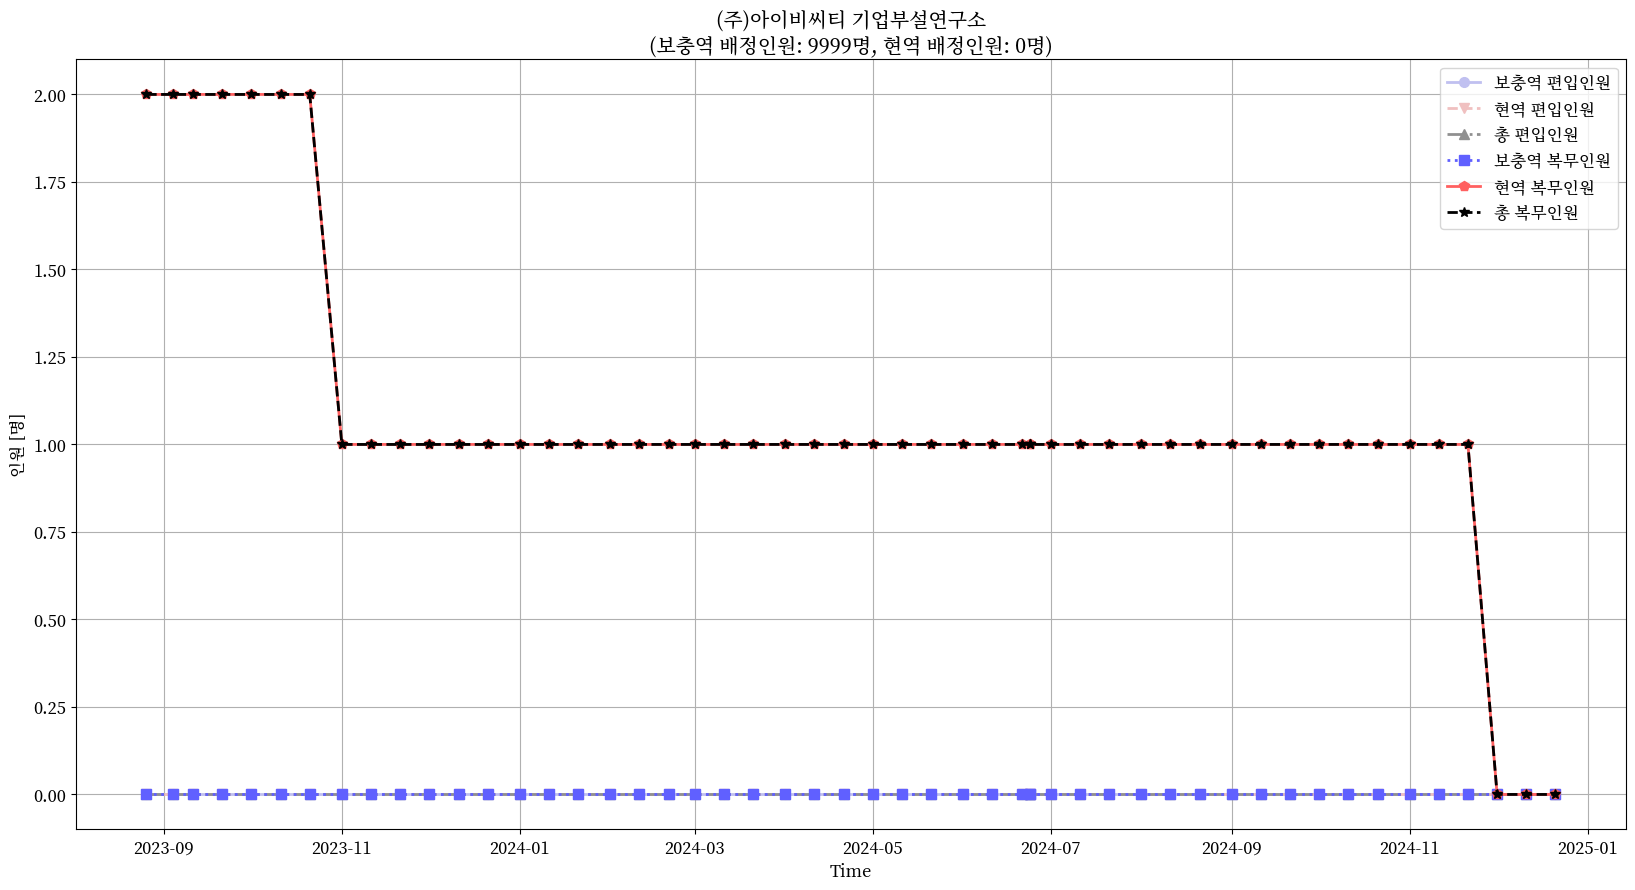 (주)아이비씨티 기업부설연구소
(보충역 배정인원: 9999명, 현역 배정인원: 0명)
보충역 편입인원
현역 편입인원
총 편입인원
보충역 복무인원
현역 복무인원
총 복무인원
인원 [명]
2.00
1.75
1.50
1.25
1.00
0.75
0.50
0.25
0.00
2023-09
2023-11
2024-01
2024-03
2024-05
2024-07
2024-09
2024-11
2025-01
Time